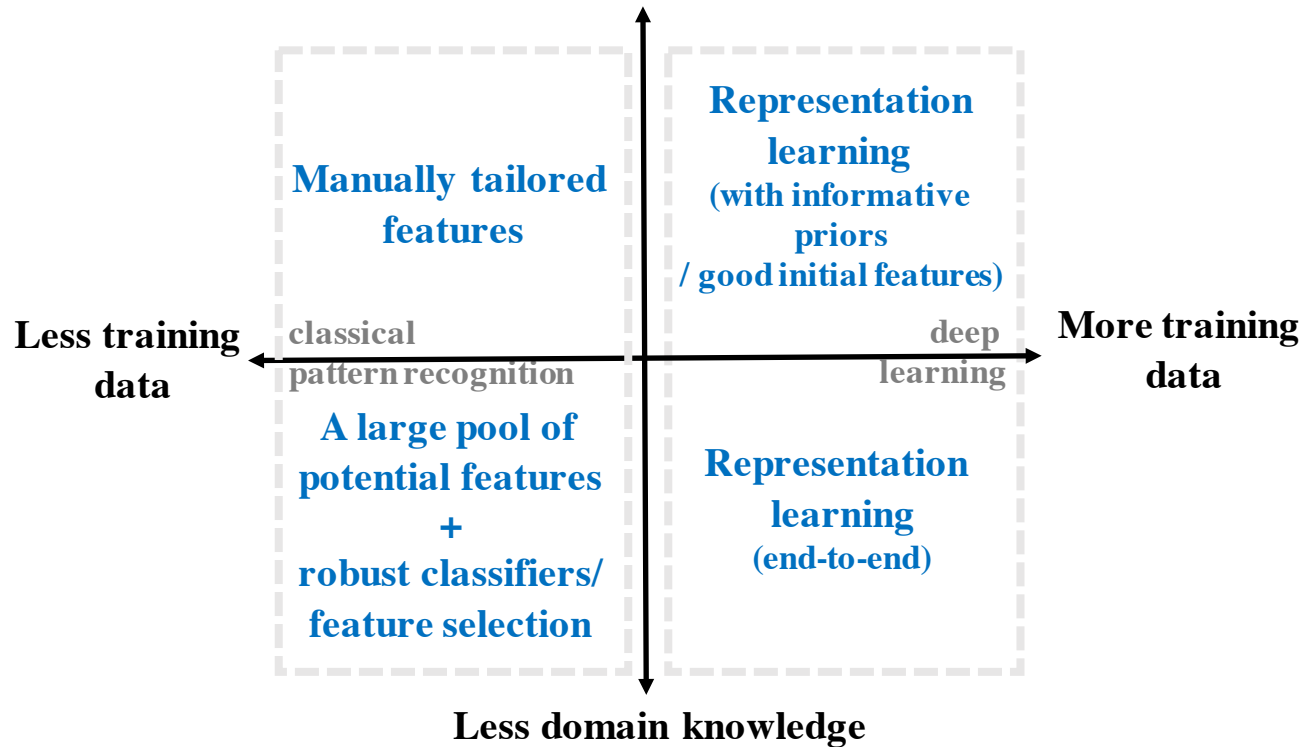 Manually tailored
features
Representation
learning
(with informative
priors
/ good initial features)
Less training
data
classical
pattern recognition
deep
learning
More training
data
A large pool of
potential features
+
robust classifiers/
feature selection
Representation
learning
(end-to-end)
Less domain knowledge